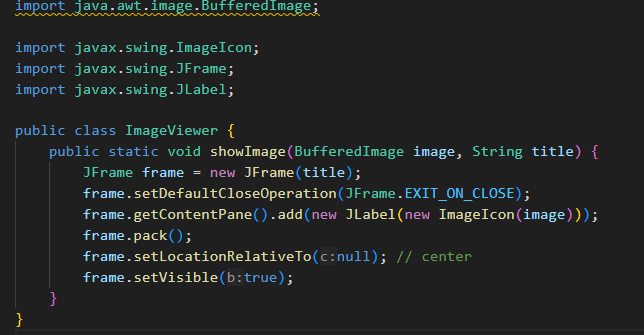 import java.awt.image.BufferedImage;
import javax.swing.ImageIcon;
import javax.swing.JFrame;
import javax.swing.JLabel;
public class ImageViewer {
public static void showImage(BufferedImage image, String title) {
JFrame frame = new JFrame(title);
frame.setDefaultCloseOperation(JFrame.EXIT_ON_CLOSE);
frame.getContentPane().add(new JLabel(new ImageIcon(image)));
frame.pack();
frame.setLocationRelativeTo(c:null); // center
frame.setVisible(b:true);
}
}